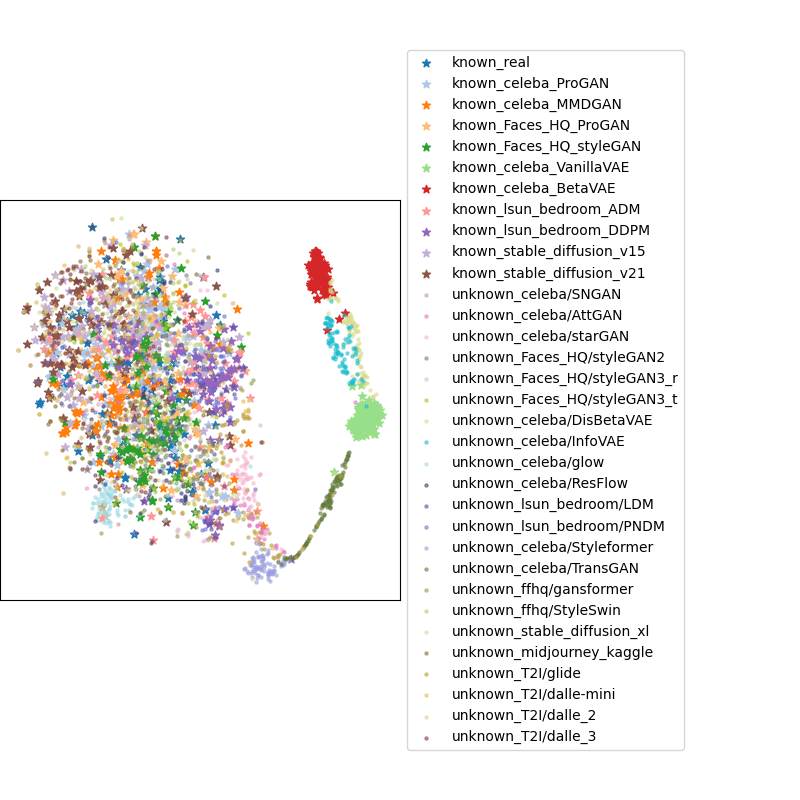 known_real
known_celeba_ProGAN
known_celeba_MMDGAN
known_Faces_HQ_ProGAN
known_Faces_HQ_styleGAN
known_celeba_VanillaVAE
known_celeba_BetaVAE
known_lsun_bedroom_ADM
known_lsun_bedroom_DDPM
known_stable_diffusion_v15
known_stable_diffusion_v21
unknown_celeba/SNGAN
unknown_celeba/AttGAN
unknown_celeba/starGAN
unknown_Faces_HQ/styleGAN2
unknown_Faces_HQ/styleGAN3_r
unknown_Faces_HQ/styleGAN3_t
unknown_celeba/DisBetaVAE
unknown_celeba/InfoVAE
unknown_celeba/glow
unknown_celeba/ResFlow
unknown_lsun_bedroom/LDM
unknown_lsun_bedroom/PNDM
unknown_celeba/Styleformer
unknown_celeba/TransGAN
unknown_ffhq/gansformer
unknown_ffhq/StyleSwin
unknown_stable_diffusion_xl
unknown_midjourney_kaggle
unknown_T2I/glide
unknown_T2I/dalle-mini
unknown_T2I/dalle_2
unknown_T2I/dalle_3